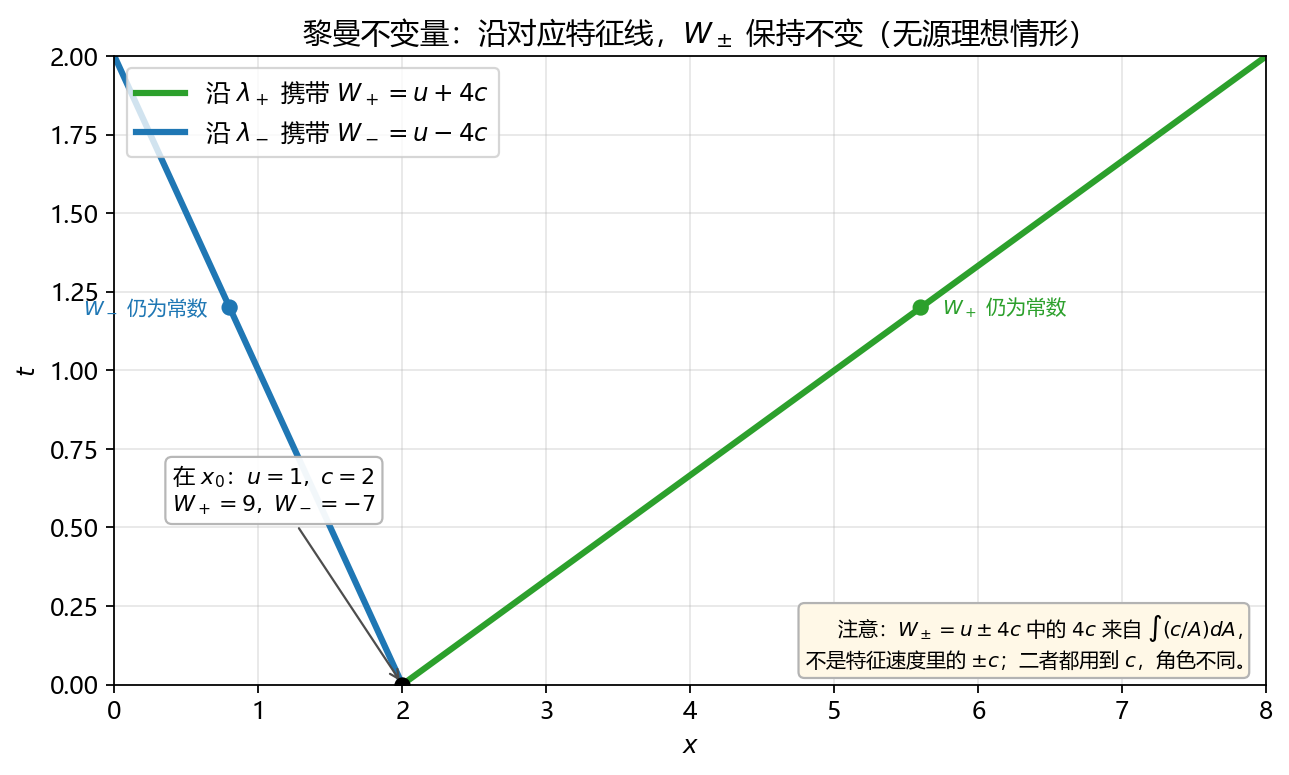 黎曼不变量：沿对应特征线，W± 保持不变（无源理想情形）
2.00
1.75
1.50
1.25
1.00
0.75
0.50
0.25
0.00
t
沿 λ₊ 携带 W₊ = u + 4c
沿 λ₋ 携带 W₋ = u − 4c
W₋ 仍为常数
W₊ 仍为常数
在 x₀：u = 1, c = 2
W₊ = 9, W₋ = −7
注意：W± = u ± 4c 中的 4c 来自 ∫(c/A)dA，
不是特征速度里的 ±c；二者都用到 c，角色不同。
0 1 2 3 4 5 6 7 8
x